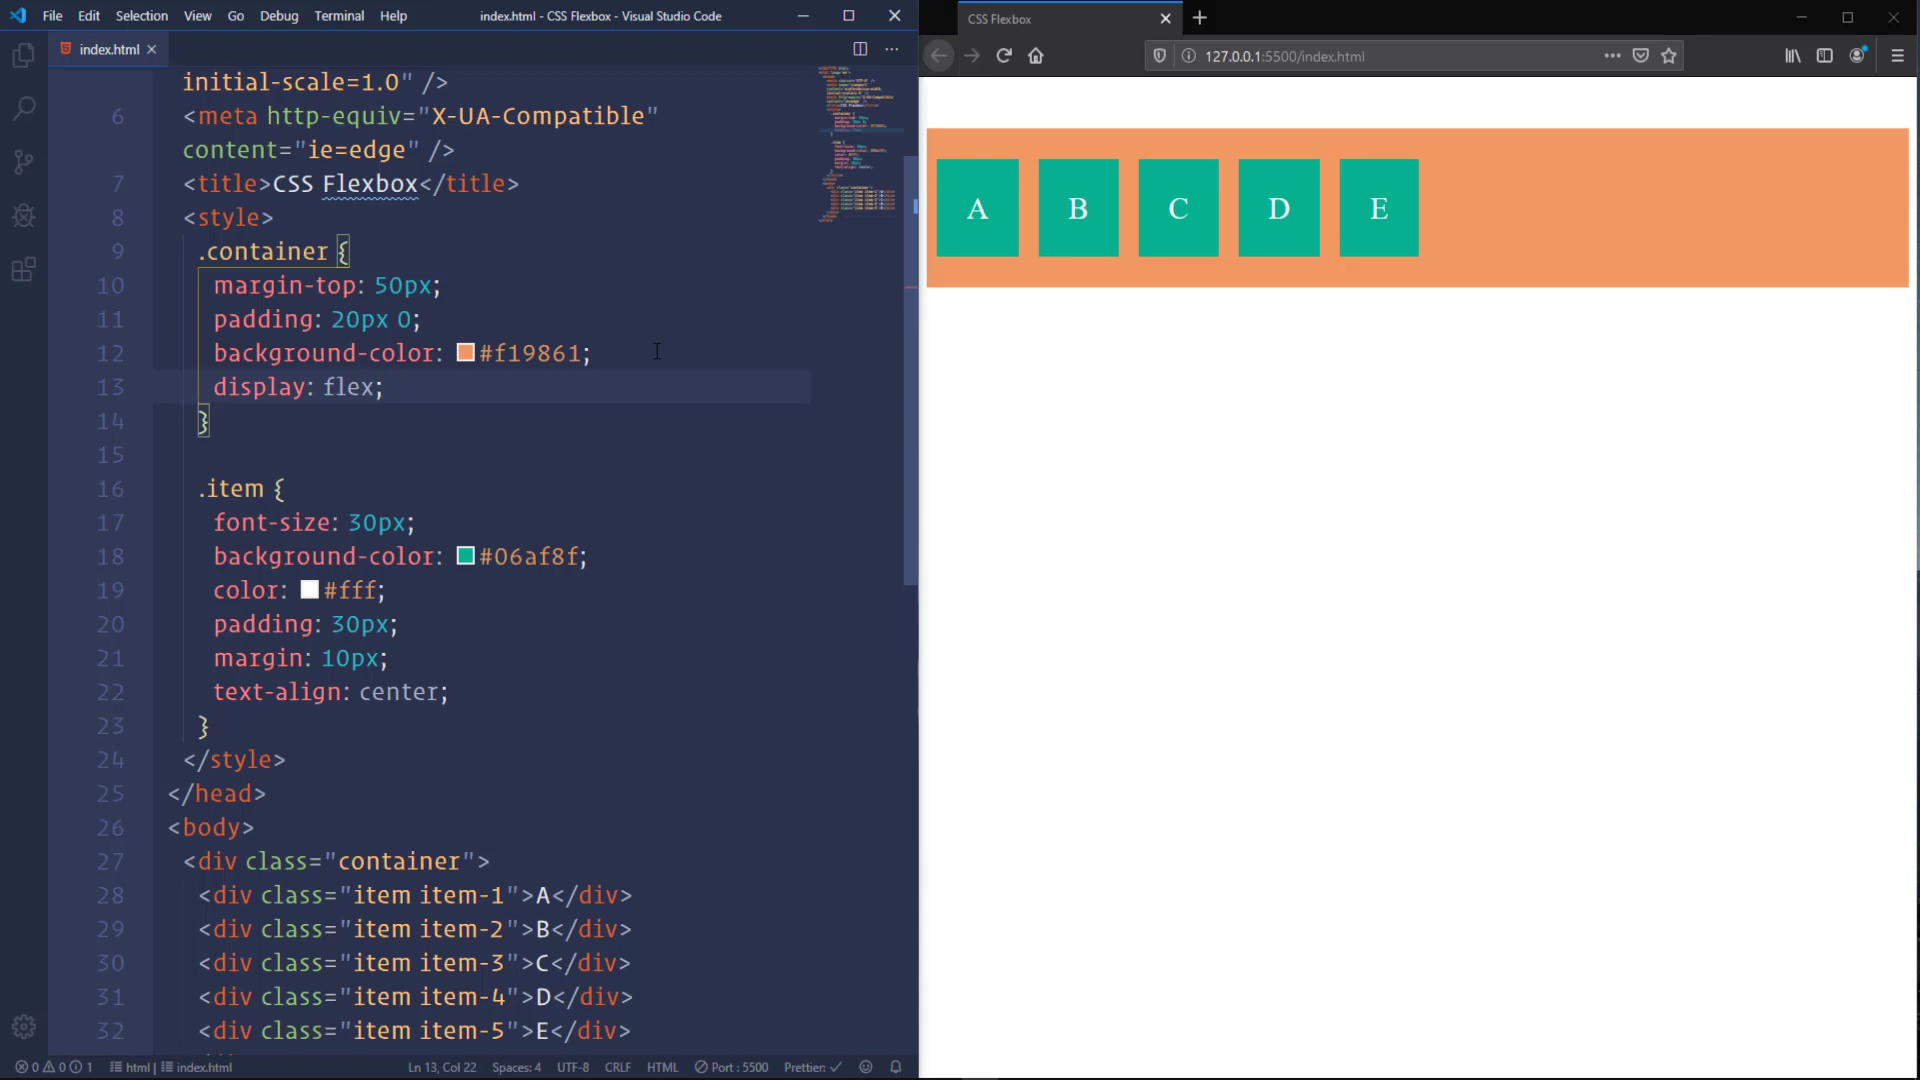 File Edit Selection View Go Debug Terminal Help index.html - CSS Flexbox - Visual Studio Code
index.html
initial-scale=1.0" />
6 <meta http-equiv="X-UA-Compatible"
content="ie=edge" />
7 <title>CSS Flexbox</title>
8 <style>
9 .container {
10 margin-top: 50px;
11 padding: 20px 0;
12 background-color: #f19861;
13 display: flex;
14 }
15
16 .item {
17 font-size: 30px;
18 background-color: #06af8f;
19 color: #fff;
20 padding: 30px;
21 margin: 10px;
22 text-align: center;
23 }
24 </style>
25 </head>
26 <body>
27 <div class="container">
28 <div class="item item-1">A</div>
29 <div class="item item-2">B</div>
30 <div class="item item-3">C</div>
31 <div class="item item-4">D</div>
32 <div class="item item-5">E</div>
0 0 1 html | index.html Ln 13, Col 22 Spaces: 4 UTF-8 CRLF HTML Port : 5500 Prettier: ✓
CSS Flexbox
127.0.0.1:5500/index.html
A B C D E